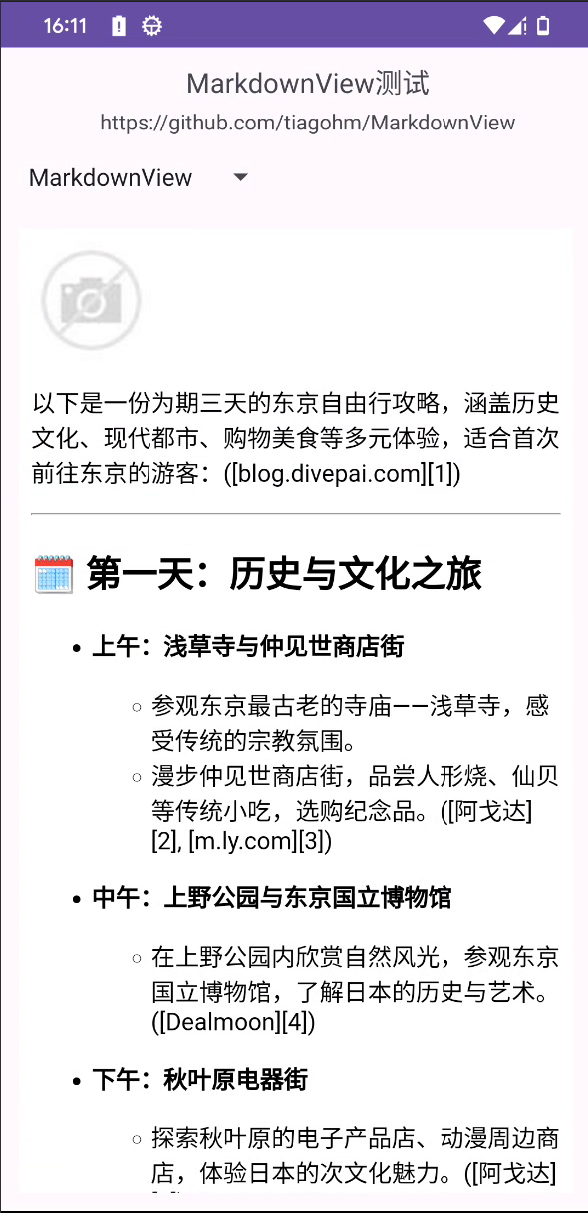 16:11
MarkdownView测试
https://github.com/tiagohm/MarkdownView
MarkdownView
以下是一份为期三天的东京自由行攻略，涵盖历史
文化、现代都市、购物美食等多元体验，适合首次
前往东京的游客：([blog.divepai.com][1])
第一天：历史与文化之旅
• 上午：浅草寺与仲见世商店街
○ 参观东京最古老的寺庙——浅草寺，感
受传统的宗教氛围。
○ 漫步仲见世商店街，品尝人形烧、仙贝
等传统小吃，选购纪念品。([阿戈达]
[2], [m.ly.com][3])
• 中午：上野公园与东京国立博物馆
○ 在上野公园内欣赏自然风光，参观东京
国立博物馆，了解日本的历史与艺术。
([Dealmoon][4])
• 下午：秋叶原电器街
○ 探索秋叶原的电子产品店、动漫周边商
店，体验日本的次文化魅力。([阿戈达]